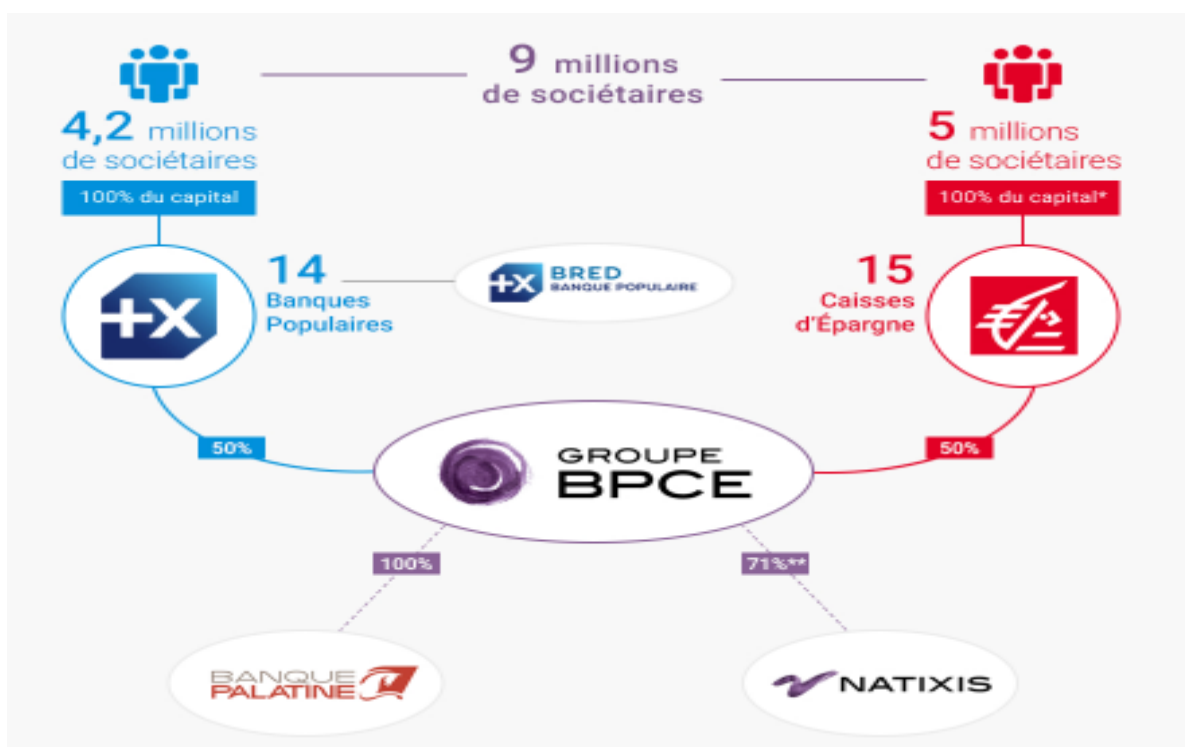 9 millions
de sociétaires
4,2 millions
de sociétaires
100% du capital
5 millions
de sociétaires
100% du capital*
+X
14
Banques
Populaires
+X BRED
BANQUE POPULAIRE
15
Caisses
d'Épargne
50%
GROUPE
BPCE
50%
100%
71%**
BANQUE
PALATINE
NATIXIS